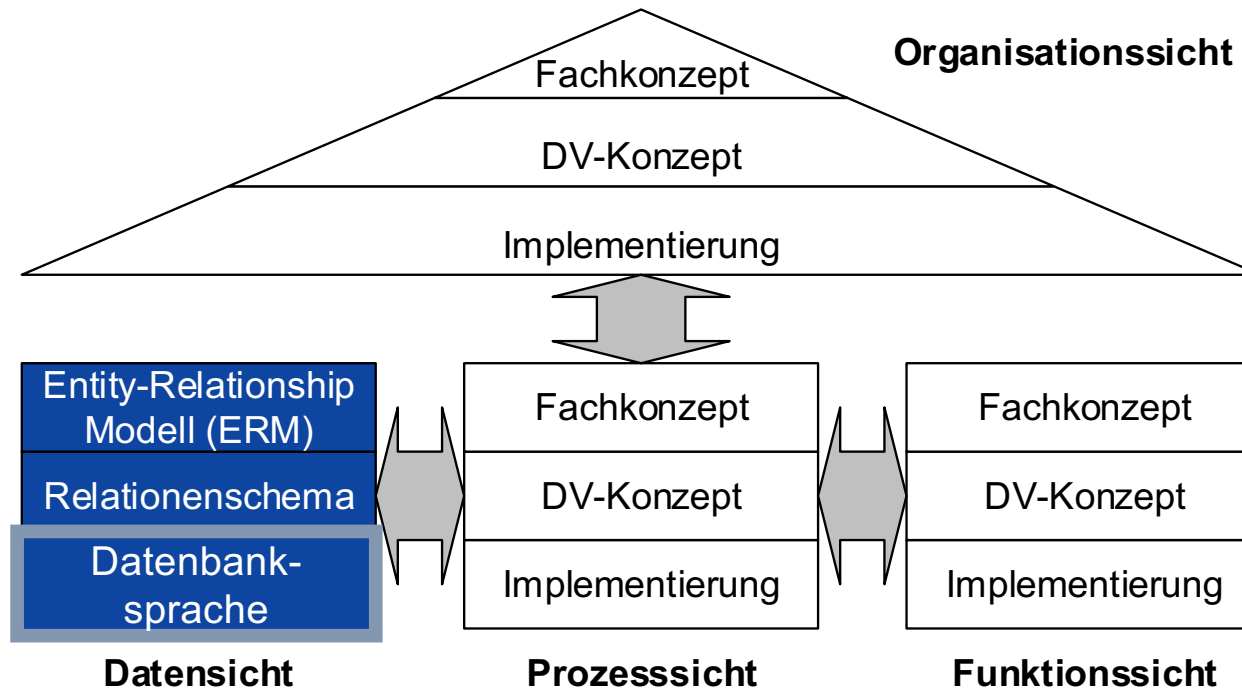 Organisationssicht
Fachkonzept
DV-Konzept
Implementierung
Entity-Relationship
Modell (ERM)
Relationenschema
Datenbank-
sprache
Datensicht
Fachkonzept
DV-Konzept
Implementierung
Prozesssicht
Fachkonzept
DV-Konzept
Implementierung
Funktionssicht